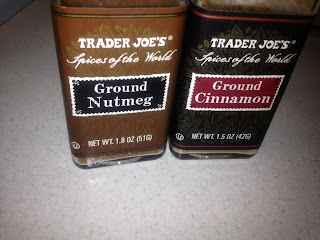 TRADER JOE'S®
Spices of the World
Ground
Nutmeg
NET WT. 1.8 OZ (51G)
TRADER JOE'S®
Spices of the World
Ground
Cinnamon
NET WT. 1.5 OZ (42G)